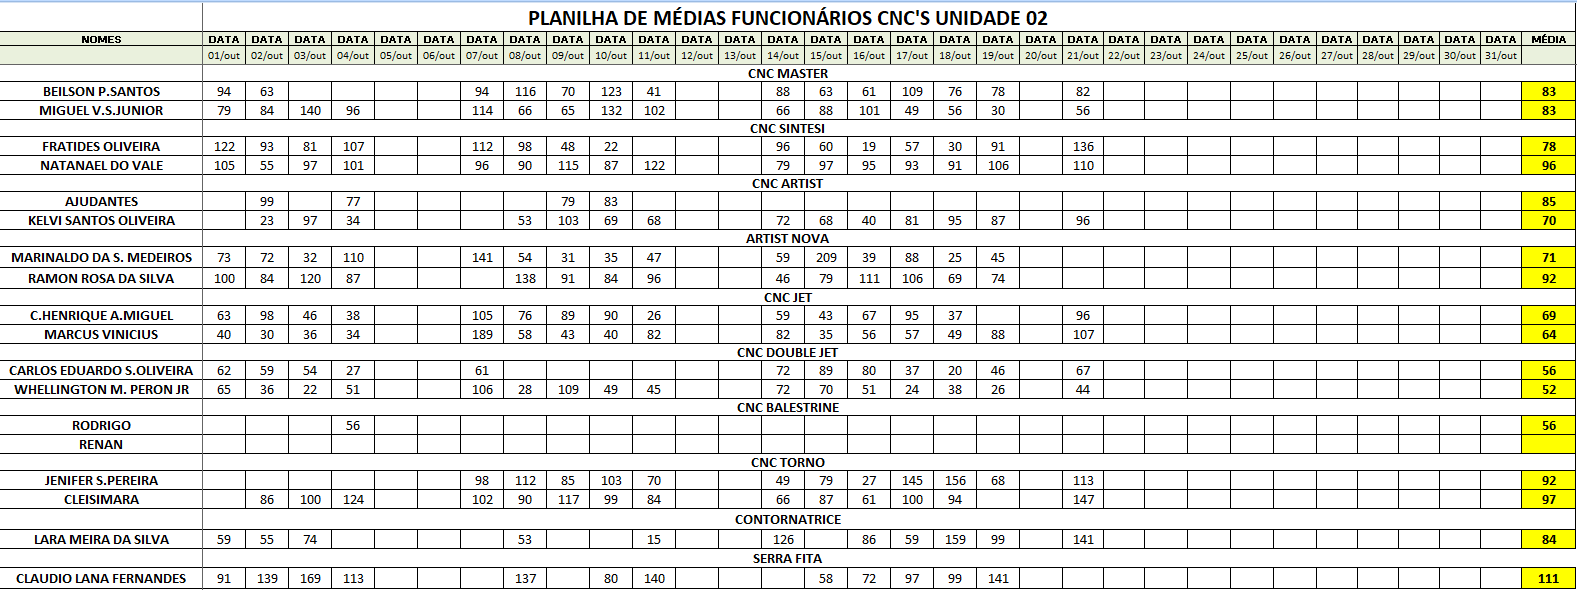 PLANILHA DE MÉDIAS FUNCIONÁRIOS CNC'S UNIDADE 02
NOMES DATA DATA DATA DATA DATA DATA DATA DATA DATA DATA DATA DATA DATA DATA DATA DATA DATA DATA DATA DATA DATA DATA DATA DATA DATA DATA DATA DATA DATA DATA DATA MÉDIA
01/out 02/out 03/out 04/out 05/out 06/out 07/out 08/out 09/out 10/out 11/out 12/out 13/out 14/out 15/out 16/out 17/out 18/out 19/out 20/out 21/out 22/out 23/out 24/out 25/out 26/out 27/out 28/out 29/out 30/out 31/out
CNC MASTER
BEILSON P.SANTOS 94 63 94 116 70 123 41 88 63 61 109 76 78 82 83
MIGUEL V.S.JUNIOR 79 84 140 96 114 66 65 132 102 66 88 101 49 56 30 56 83
CNC SINTESI
FRATIDES OLIVEIRA 122 93 81 107 112 98 48 22 96 60 19 57 30 91 136 78
NATANAEL DO VALE 105 55 97 101 96 90 115 87 122 79 97 95 93 91 106 110 96
CNC ARTIST
AJUDANTES 99 77 79 83 85
KELVI SANTOS OLIVEIRA 23 97 34 53 103 69 68 72 68 40 81 95 87 96 70
ARTIST NOVA
MARINALDO DA S. MEDEIROS 73 72 32 110 141 54 31 35 47 59 209 39 88 25 45 71
RAMON ROSA DA SILVA 100 84 120 87 138 91 84 96 46 79 111 106 69 74 92
CNC JET
C.HENRIQUE A.MIGUEL 63 98 46 38 105 76 89 90 26 59 43 67 95 37 96 69
MARCUS VINICIUS 40 30 36 34 189 58 43 40 82 82 35 56 57 49 88 107 64
CNC DOUBLE JET
CARLOS EDUARDO S.OLIVEIRA 62 59 54 27 61 72 89 80 37 20 46 67 56
WHELLINGTON M. PERON JR 65 36 22 51 106 28 109 49 45 72 70 51 24 38 26 44 52
CNC BALESTRINE
RODRIGO 56 56
RENAN
CNC TORNO
JENIFER S.PEREIRA 98 112 85 103 70 49 79 27 145 156 68 113 92
CLEISIMARA 86 100 124 102 90 117 99 84 66 87 61 100 94 147 97
CONTORNATRICE
LARA MEIRA DA SILVA 59 55 74 53 15 126 86 59 159 99 141 84
SERRA FITA
CLAUDIO LANA FERNANDES 91 139 169 113 137 80 140 58 72 97 99 141 111